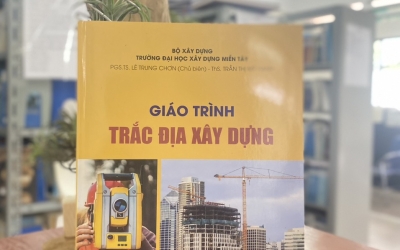 BỘ XÂY DỰNG
TRƯỜNG ĐẠI HỌC XÂY DỰNG MIỀN TÂY
PGS.TS. LÊ TRUNG CHƠN (Chủ biên) - ThS. TRẦN THỊ
GIÁO TRÌNH
TRẮC ĐỊA XÂY DỰNG